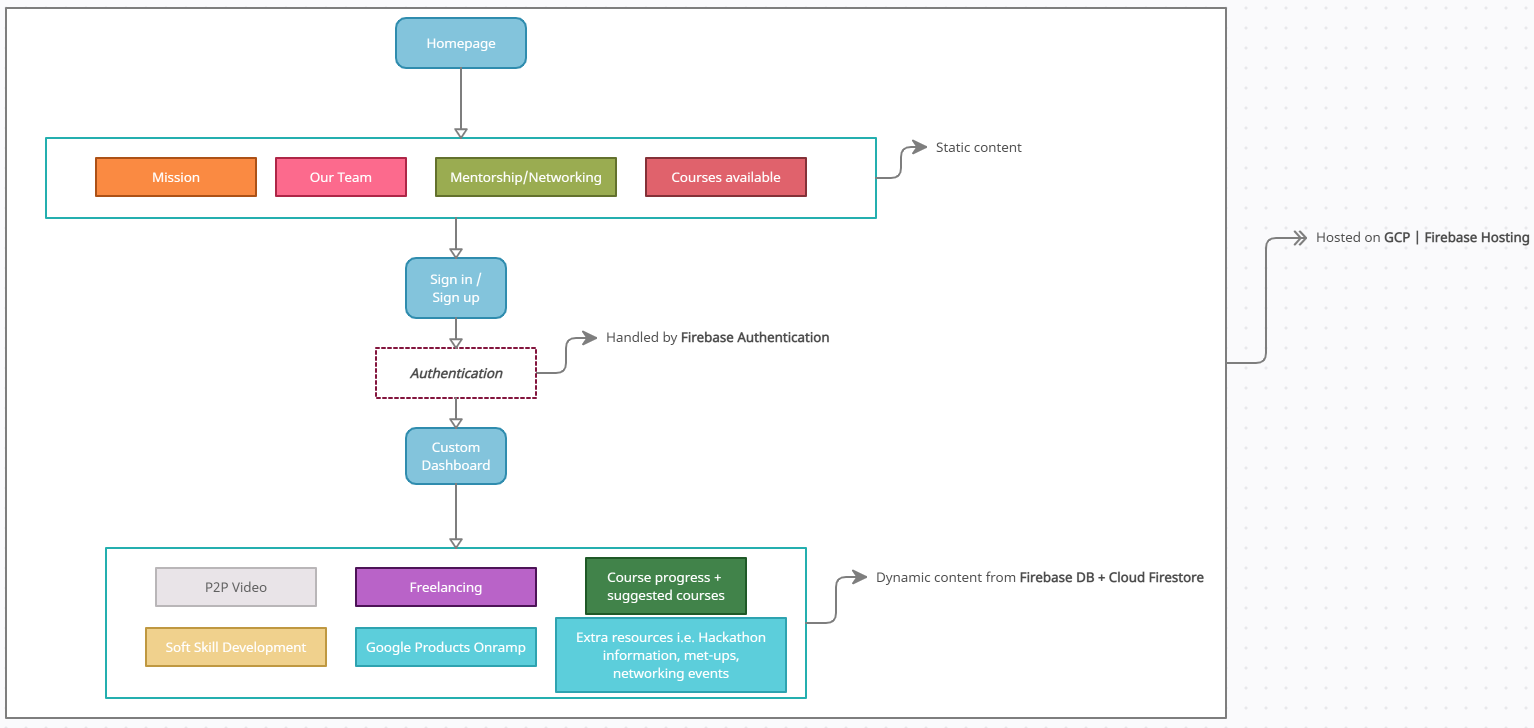 Homepage
Mission
Our Team
Mentorship/Networking
Courses available
Static content
Hosted on GCP | Firebase Hosting
Sign in /
Sign up
Handled by Firebase Authentication
Authentication
Custom
Dashboard
P2P Video
Freelancing
Course progress +
suggested courses
Dynamic content from Firebase DB + Cloud Firestore
Soft Skill Development
Google Products Onramp
Extra resources i.e. Hackathon
information, met-ups,
networking events